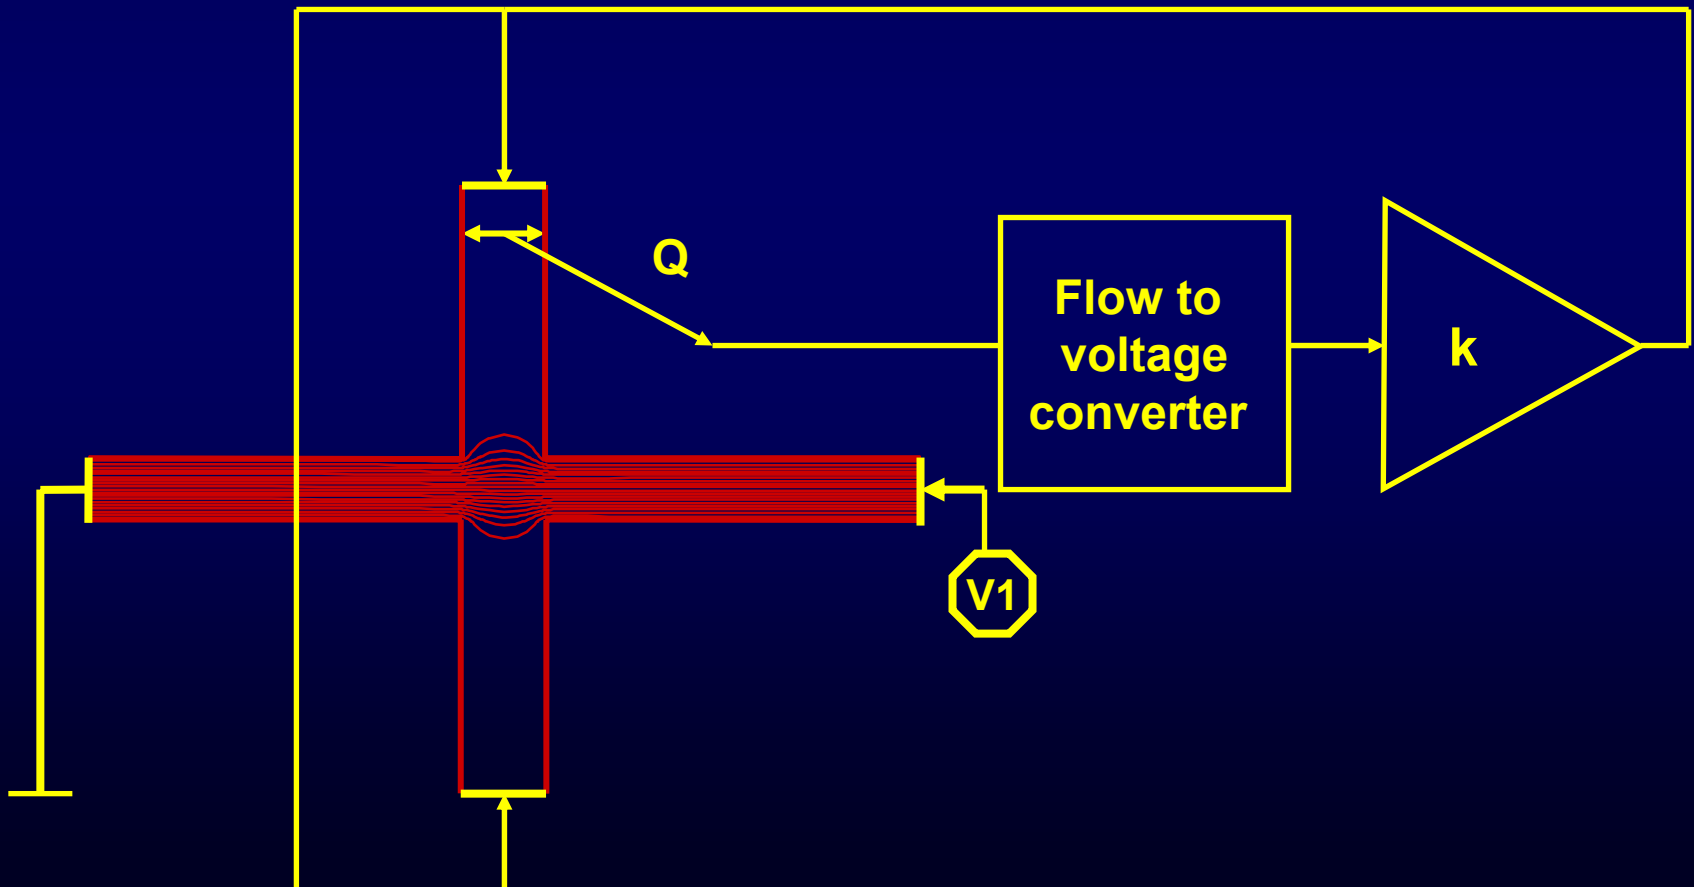 Q
Flow to
voltage
converter
k
V1